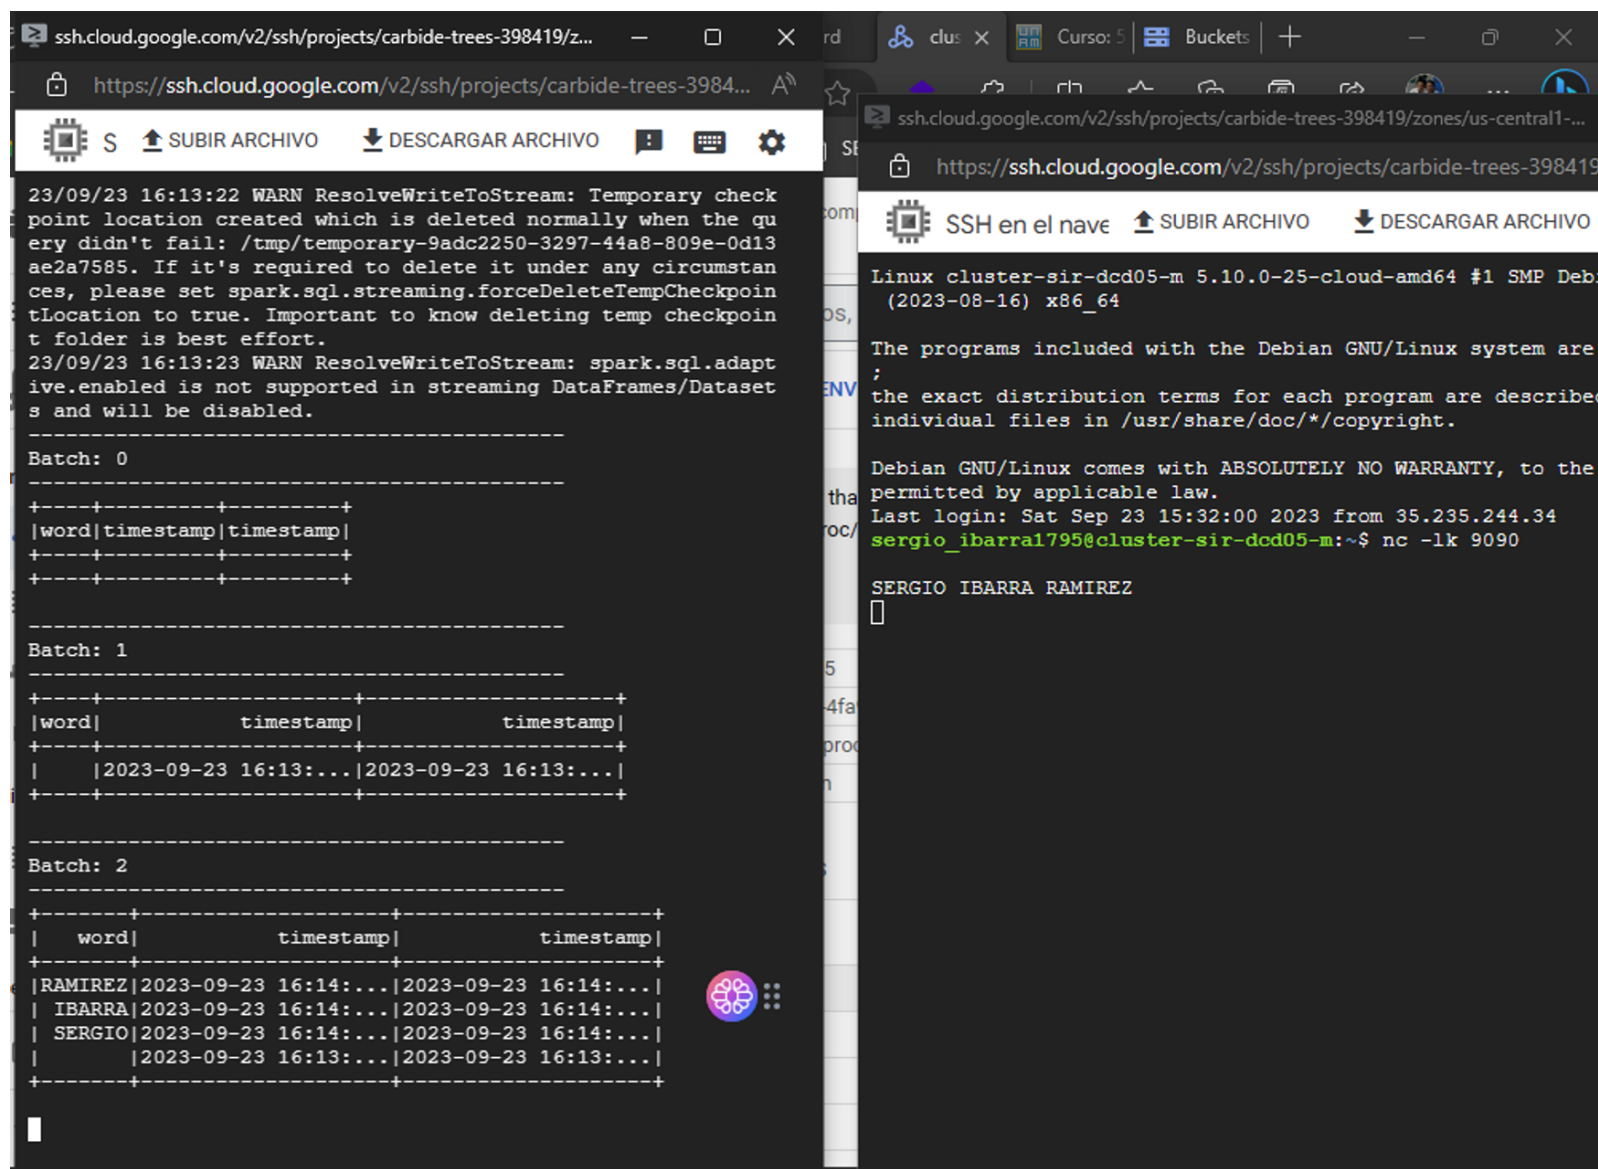 ssh.cloud.google.com/v2/ssh/projects/carbide-trees-398419/z...
https://ssh.cloud.google.com/v2/ssh/projects/carbide-trees-3984...
S SUBIR ARCHIVO DESCARGAR ARCHIVO
23/09/23 16:13:22 WARN ResolveWriteToStream: Temporary check
point location created which is deleted normally when the qu
ery didn't fail: /tmp/temporary-9adc2250-3297-44a8-809e-0d13
ae2a7585. If it's required to delete it under any circumstan
ces, please set spark.sql.streaming.forceDeleteTempCheckpoin
tLocation to true. Important to know deleting temp checkpoin
t folder is best effort.
23/09/23 16:13:23 WARN ResolveWriteToStream: spark.sql.adapt
ive.enabled is not supported in streaming DataFrames/Dataset
s and will be disabled.
-------------------------------------------
Batch: 0
-------------------------------------------
+----+---------+---------+
|word|timestamp|timestamp|
+----+---------+---------+
+----+---------+---------+
-------------------------------------------
Batch: 1
-------------------------------------------
+----+--------------------+--------------------+
|word|           timestamp|           timestamp|
+----+--------------------+--------------------+
|    |2023-09-23 16:13:...|2023-09-23 16:13:...|
+----+--------------------+--------------------+
-------------------------------------------
Batch: 2
-------------------------------------------
+-------+--------------------+--------------------+
|   word|           timestamp|           timestamp|
+-------+--------------------+--------------------+
|RAMIREZ|2023-09-23 16:14:...|2023-09-23 16:14:...|
| IBARRA|2023-09-23 16:14:...|2023-09-23 16:14:...|
| SERGIO|2023-09-23 16:14:...|2023-09-23 16:14:...|
|       |2023-09-23 16:13:...|2023-09-23 16:13:...|
+-------+--------------------+--------------------+
rd clus Curso: 5 Buckets
ssh.cloud.google.com/v2/ssh/projects/carbide-trees-398419/zones/us-central1-...
https://ssh.cloud.google.com/v2/ssh/projects/carbide-trees-398419
SSH en el nave SUBIR ARCHIVO DESCARGAR ARCHIVO
Linux cluster-sir-dcd05-m 5.10.0-25-cloud-amd64 #1 SMP Debi
(2023-08-16) x86_64
The programs included with the Debian GNU/Linux system are
;
the exact distribution terms for each program are described
individual files in /usr/share/doc/*/copyright.
Debian GNU/Linux comes with ABSOLUTELY NO WARRANTY, to the
permitted by applicable law.
Last login: Sat Sep 23 15:32:00 2023 from 35.235.244.34
sergio_ibarra1795@cluster-sir-dcd05-m:~$ nc -lk 9090
SERGIO IBARRA RAMIREZ